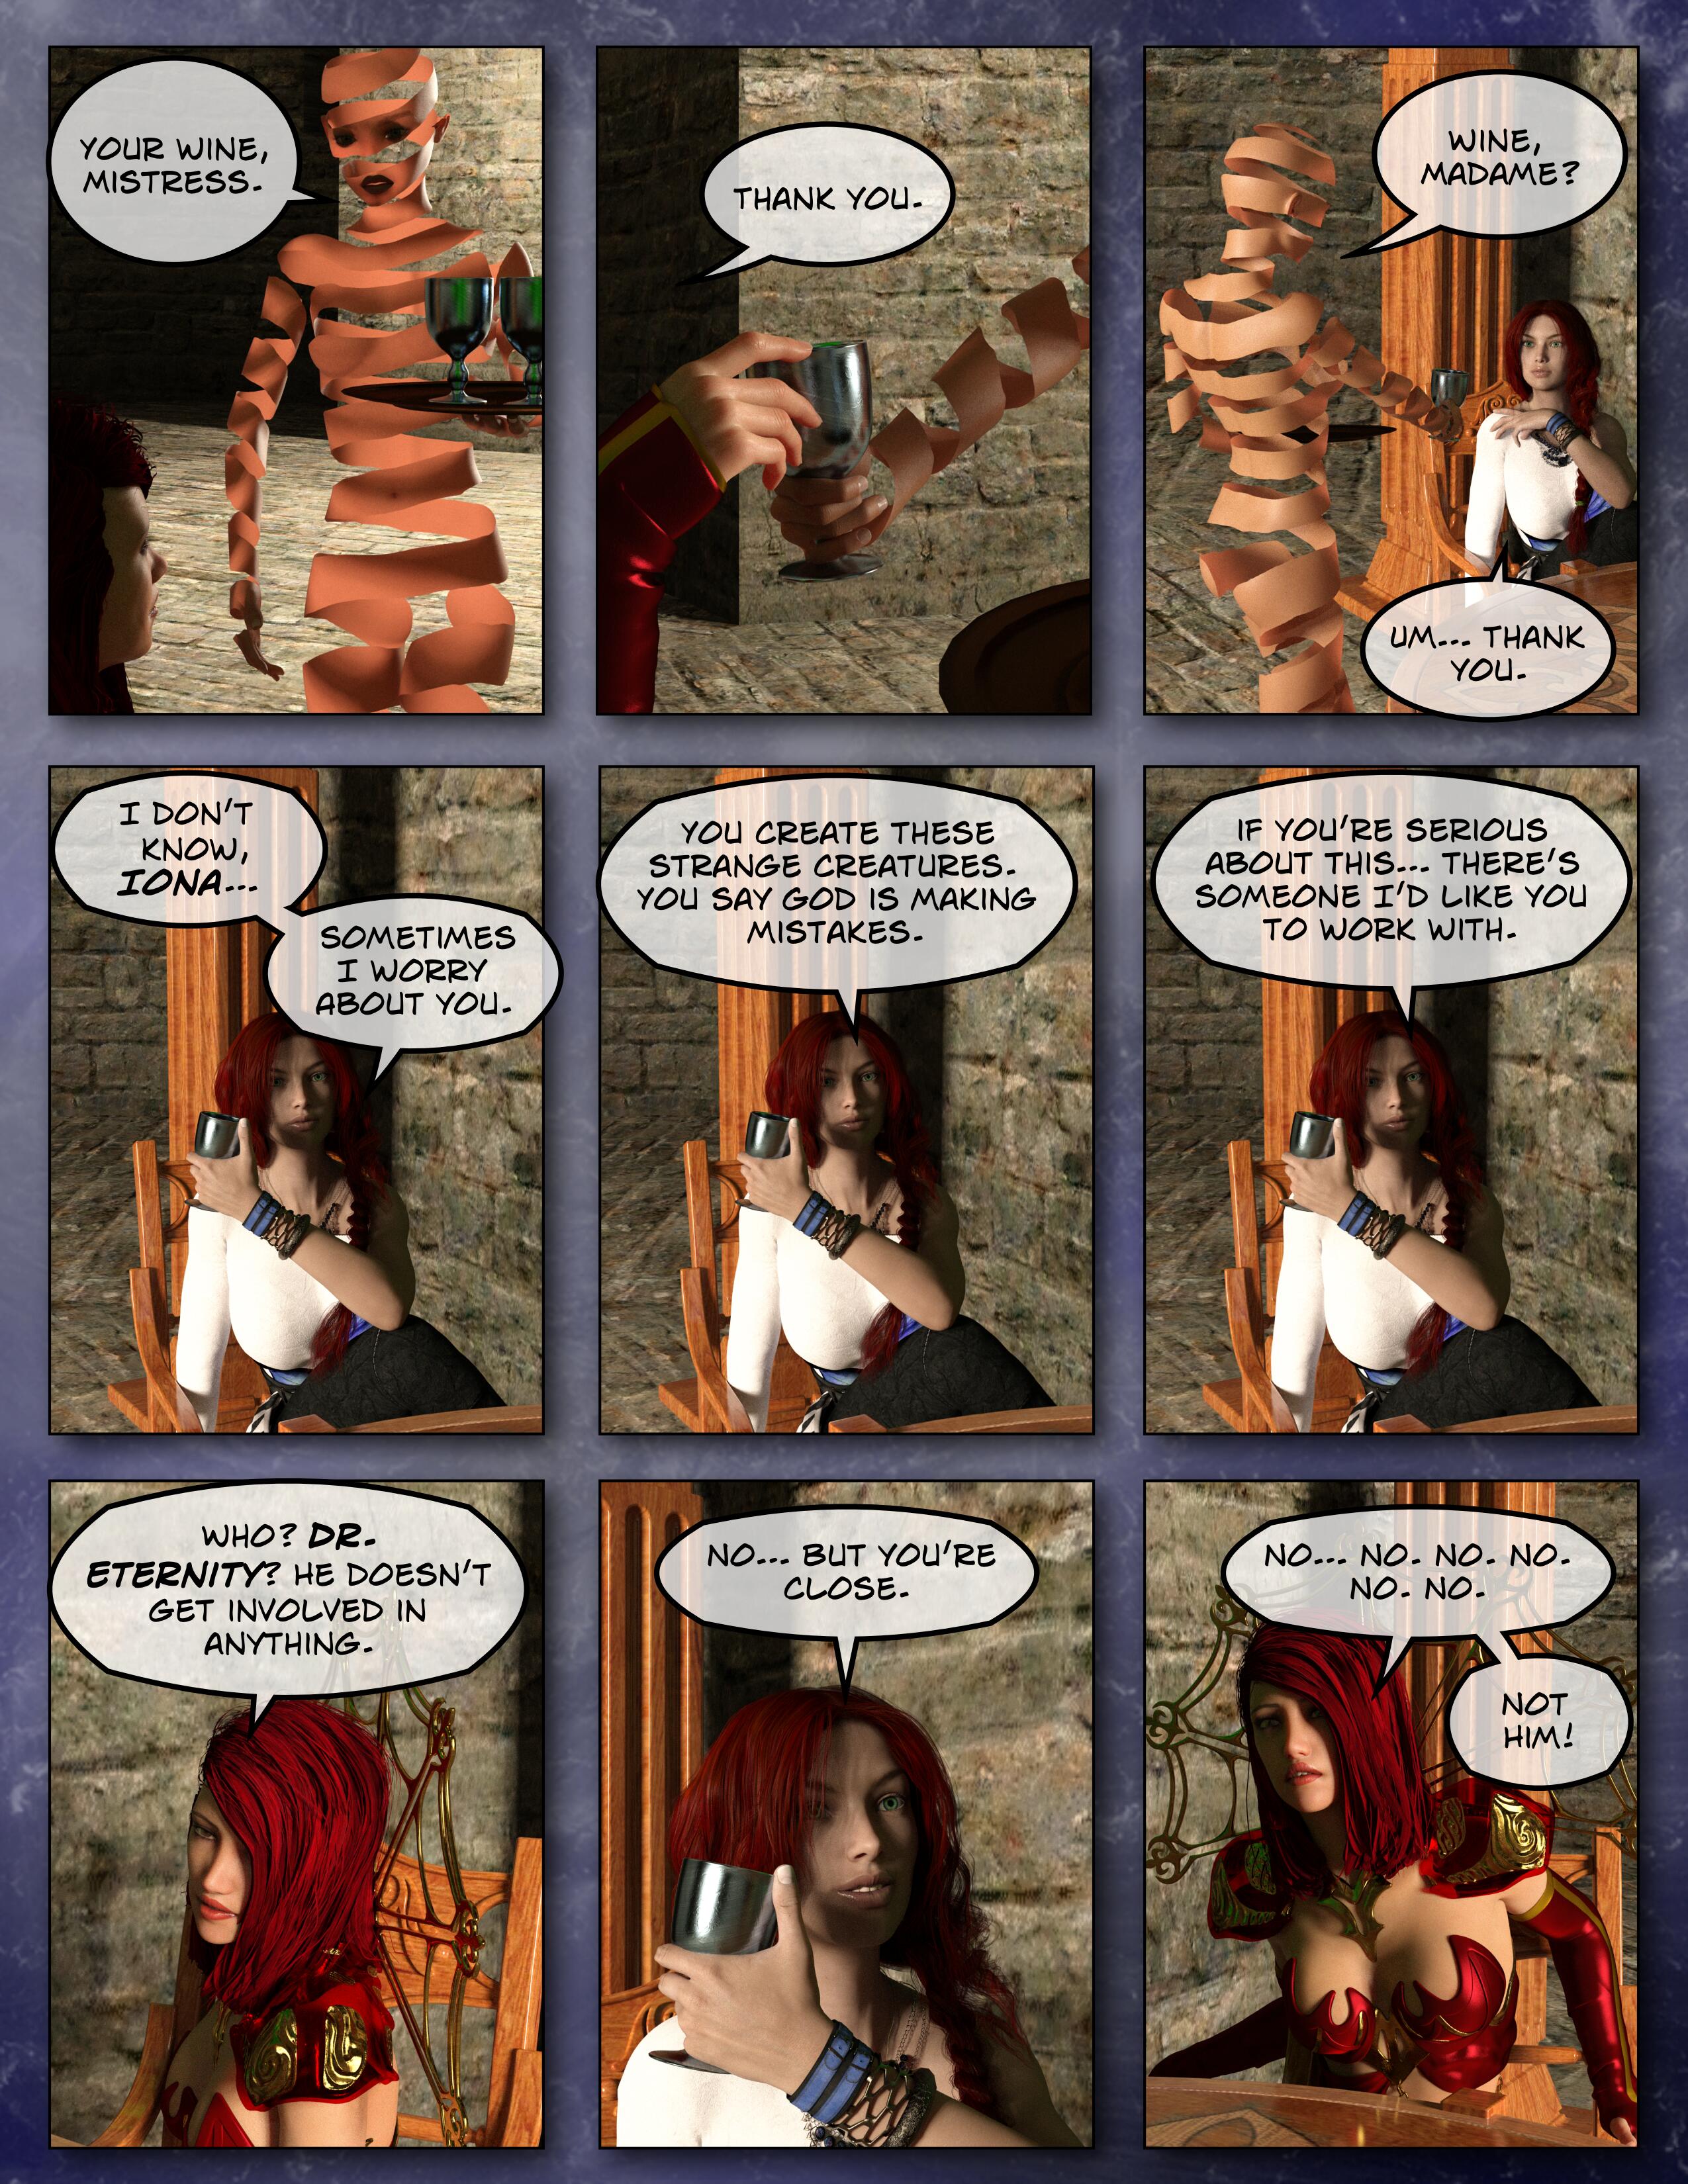 YOUR WINE,
MISTRESS.
THANK YOU.
WINE,
MADAME?
UM... THANK
YOU.
I DON'T
KNOW,
IONA...
SOMETIMES
I WORRY
ABOUT YOU.
YOU CREATE THESE
STRANGE CREATURES.
YOU SAY GOD IS MAKING
MISTAKES.
IF YOU'RE SERIOUS
ABOUT THIS... THERE'S
SOMEONE I'D LIKE YOU
TO WORK WITH.
WHO? DR.
ETERNITY? HE DOESN'T
GET INVOLVED IN
ANYTHING.
NO... BUT YOU'RE
CLOSE.
NO... NO. NO. NO.
NO. NO.
NOT
HIM!